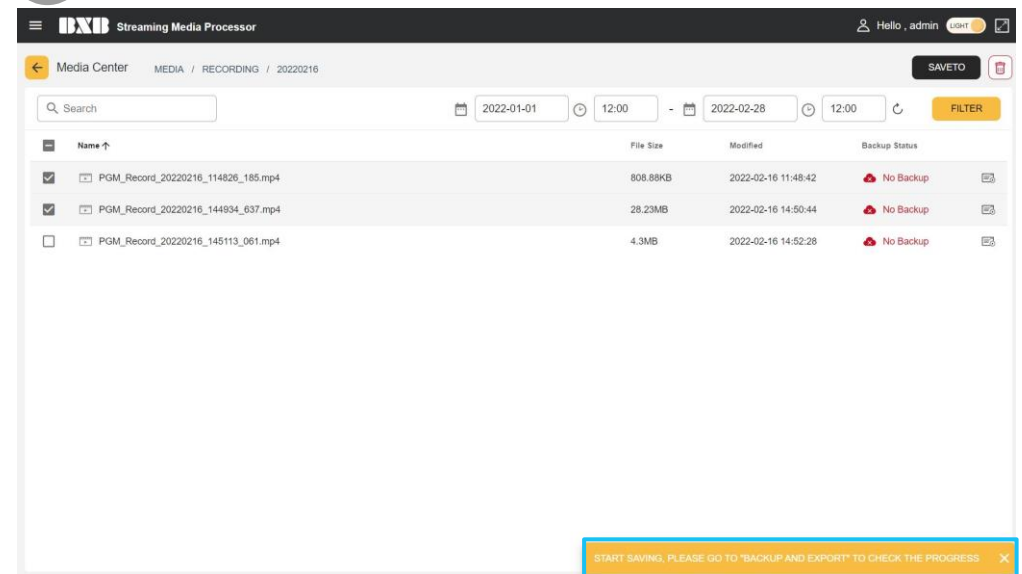 BXB Streaming Media Processor Hello , admin LIGHT
Media Center MEDIA / RECORDING / 20220216 SAVETO
Search 2022-01-01 12:00 - 2022-02-28 12:00 FILTER
Name File Size Modified Backup Status
PGM_Record_20220216_114826_185.mp4 808.88KB 2022-02-16 11:48:42 No Backup
PGM_Record_20220216_144934_637.mp4 28.23MB 2022-02-16 14:50:44 No Backup
PGM_Record_20220216_145113_061.mp4 4.3MB 2022-02-16 14:52:28 No Backup
START SAVING, PLEASE GO TO "BACKUP AND EXPORT" TO CHECK THE PROGRESS